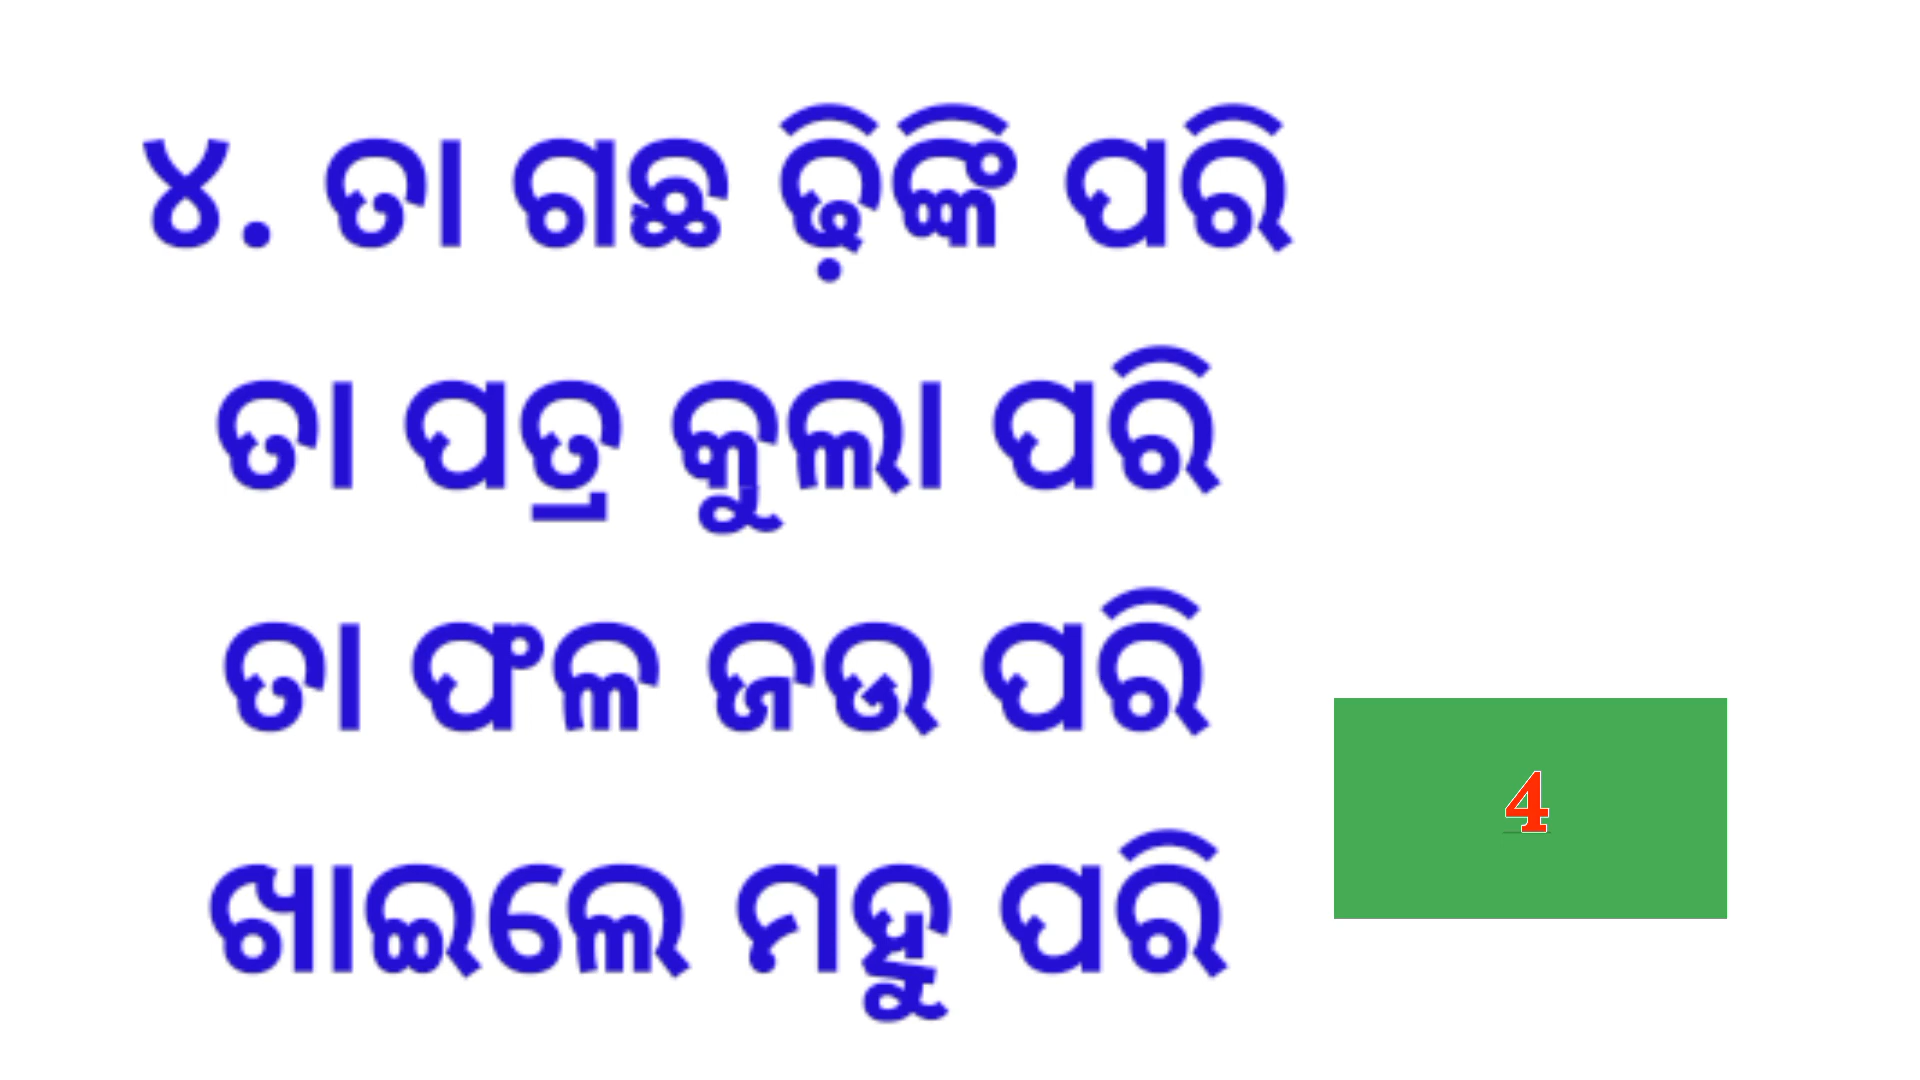 ୪. ତା ଗଛ ଢ଼ିଙ୍କି ପରି
ତା ପତ୍ର କୁଲା ପରି
ତା ଫଳ ଜଉ ପରି
ଖାଇଲେ ମହୁ ପରି
4